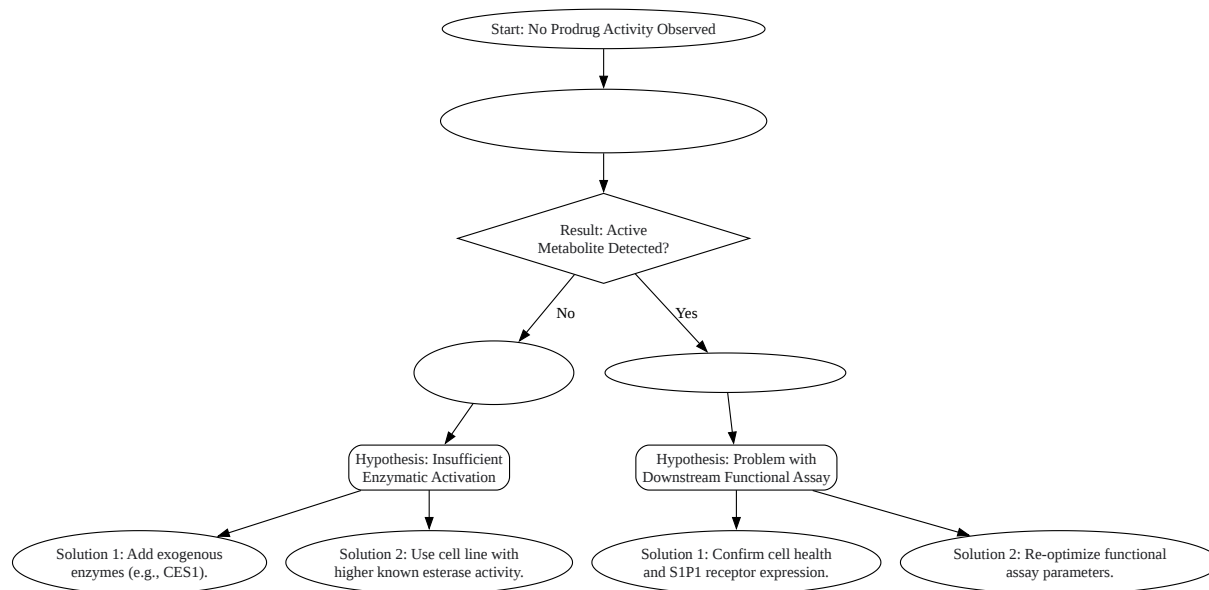 Start: No Prodrug Activity Observed
Result: Active
Metabolite Detected?
No
Yes
Hypothesis: Insufficient
Enzymatic Activation
Hypothesis: Problem with
Downstream Functional Assay
Solution 1: Add exogenous
enzymes (e.g., CES1).
Solution 2: Use cell line with
higher known esterase activity.
Solution 1: Confirm cell health
and S1P1 receptor expression.
Solution 2: Re-optimize functional
assay parameters.